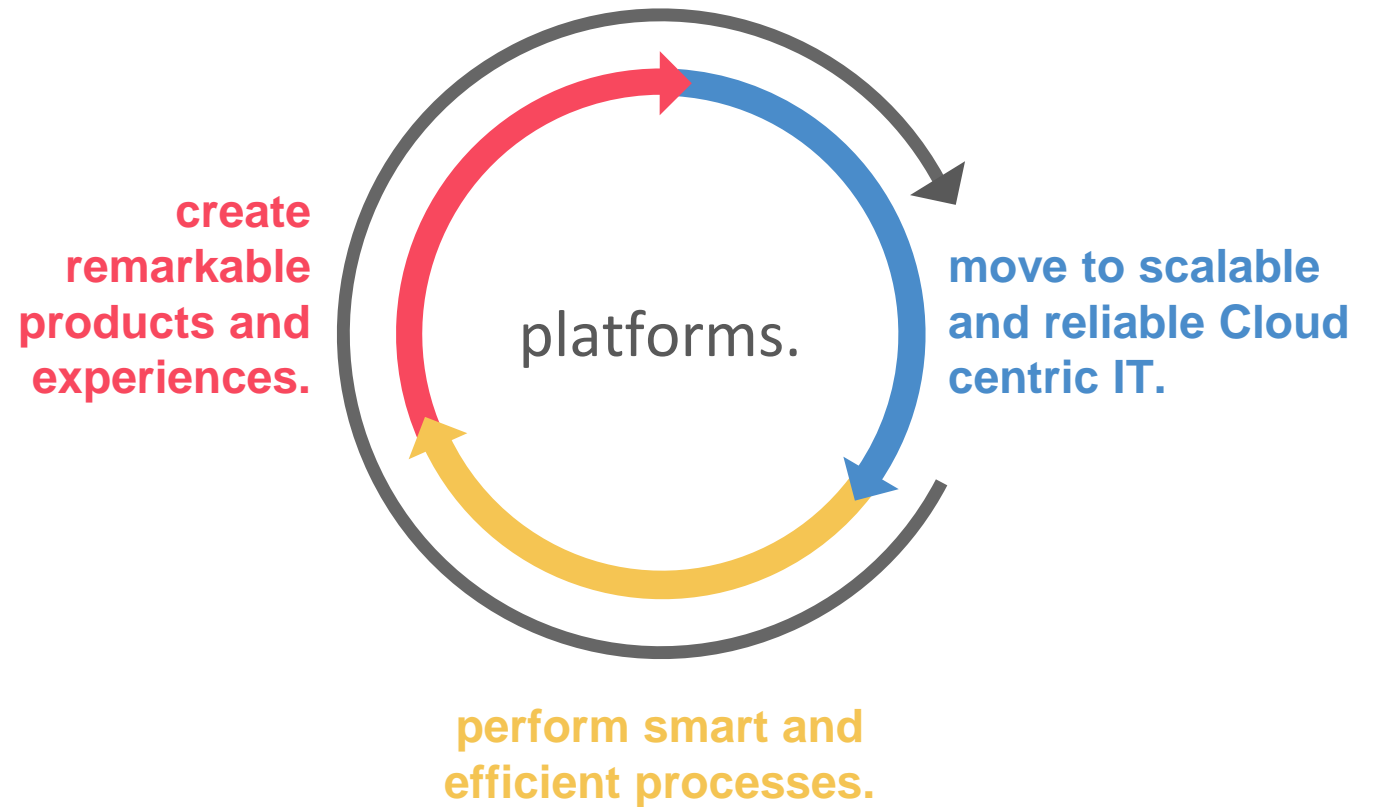 create
remarkable
products and
experiences.
platforms.
move to scalable
and reliable Cloud
centric IT.
perform smart and
efficient processes.